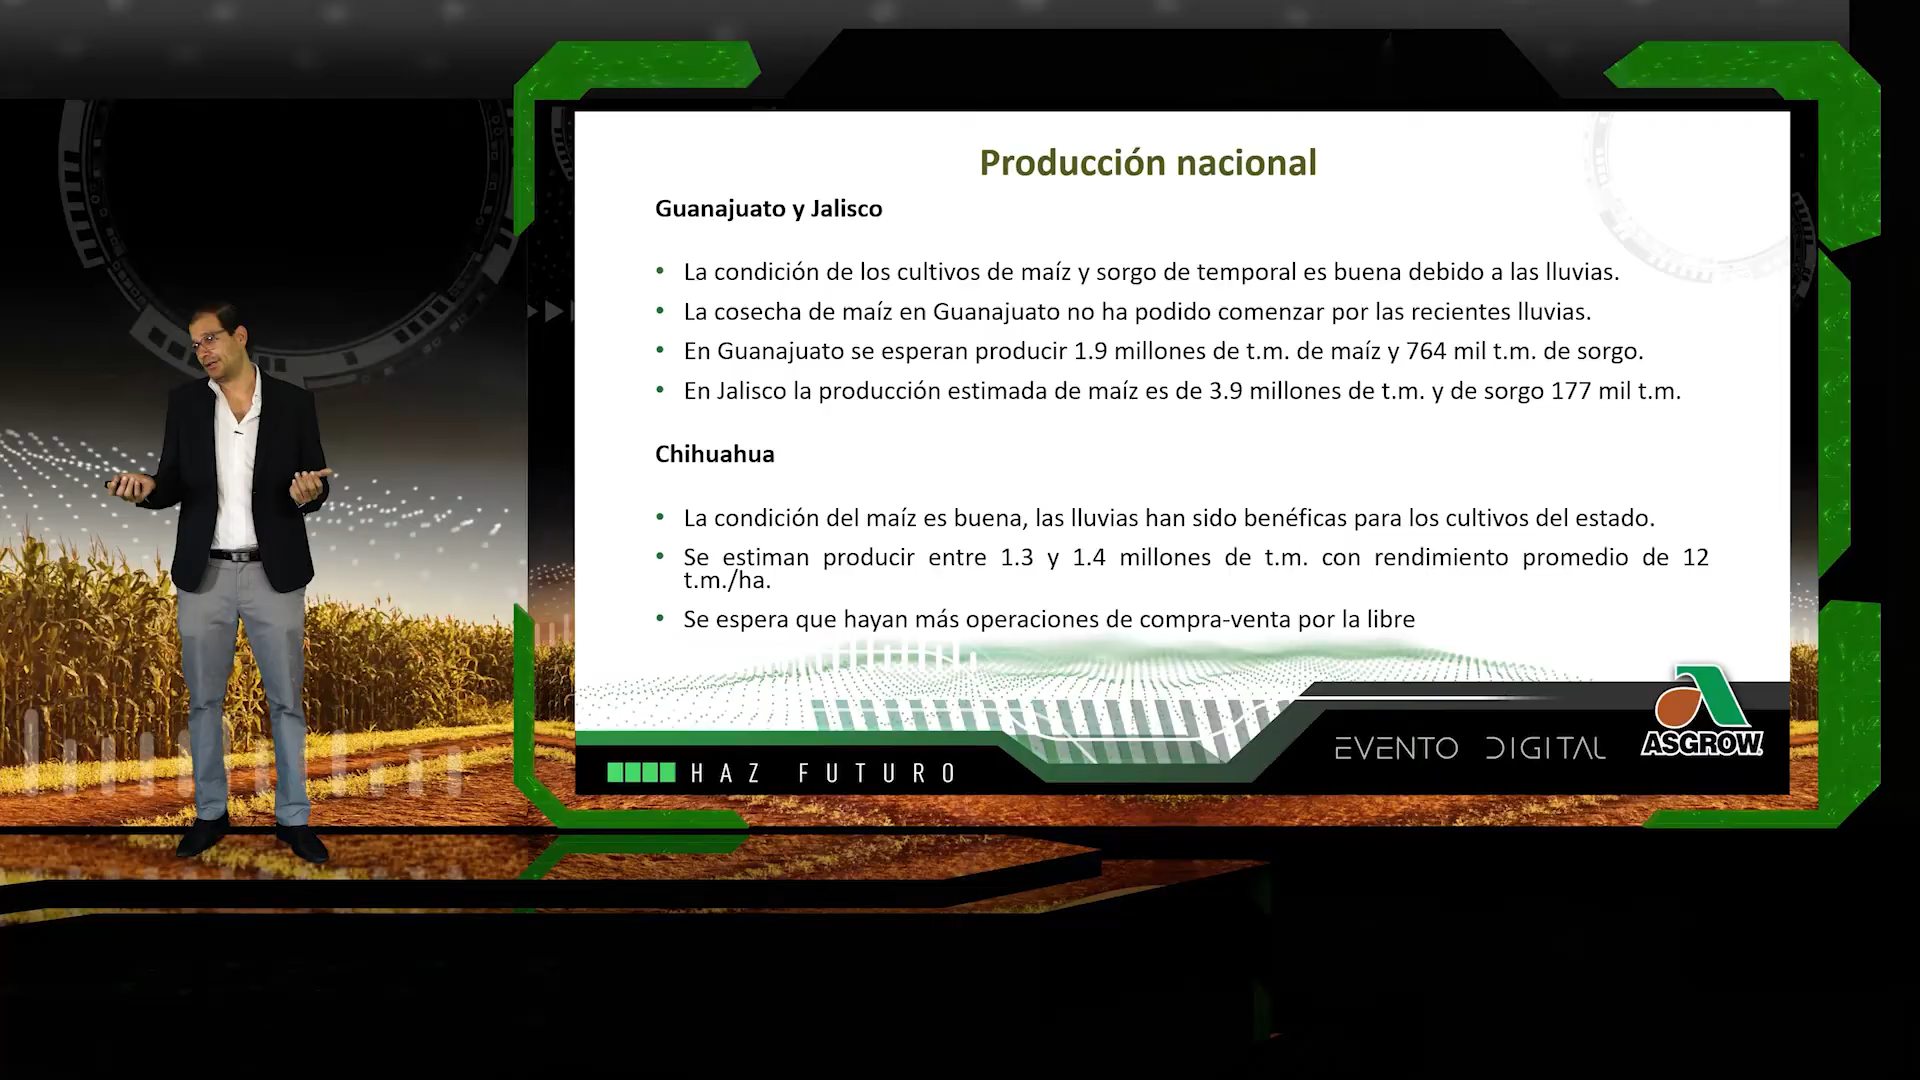 Producción nacional
Guanajuato y Jalisco
• La condición de los cultivos de maíz y sorgo de temporal es buena debido a las lluvias.
• La cosecha de maíz en Guanajuato no ha podido comenzar por las recientes lluvias.
• En Guanajuato se esperan producir 1.9 millones de t.m. de maíz y 764 mil t.m. de sorgo.
• En Jalisco la producción estimada de maíz es de 3.9 millones de t.m. y de sorgo 177 mil t.m.
Chihuahua
• La condición del maíz es buena, las lluvias han sido benéficas para los cultivos del estado.
• Se estiman producir entre 1.3 y 1.4 millones de t.m. con rendimiento promedio de 12
t.m./ha.
• Se espera que hayan más operaciones de compra-venta por la libre
HAZ FUTURO
EVENTO DIGITAL
ASGROW